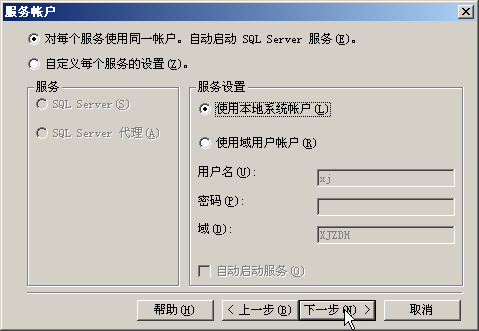 服务帐户
对每个服务使用同一帐户。自动启动 SQL Server 服务(E)。
自定义每个服务的设置(Z)。
服务
SQL Server(S)
SQL Server 代理(A)
服务设置
使用本地系统帐户(L)
使用域用户帐户(R)
用户名(U):
xj
密码(P):
域(D):
XJZDH
自动启动服务(O)
帮助(H)
< 上一步(B)
下一步(N) >
取消